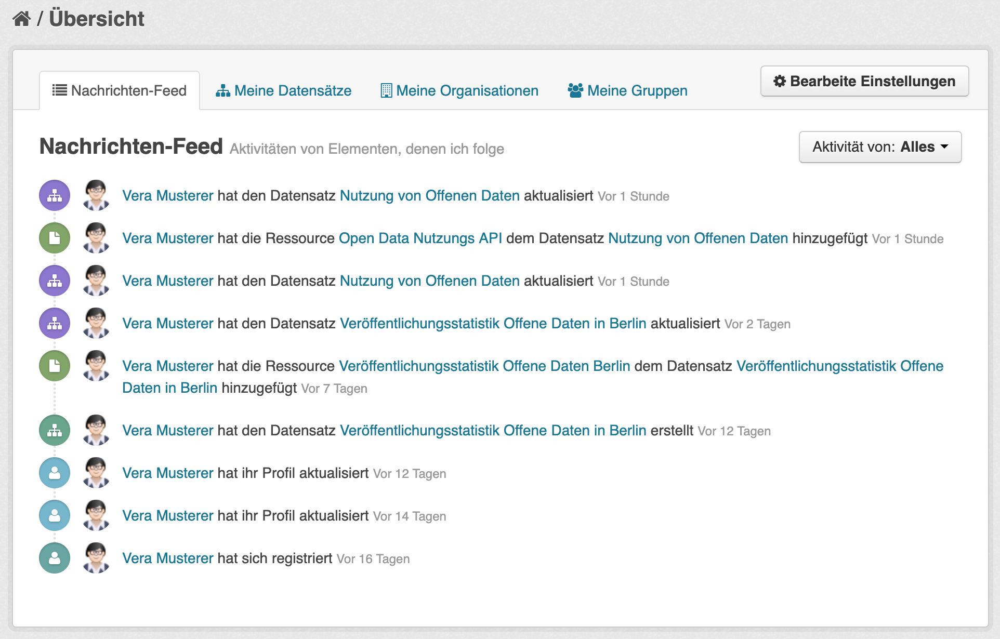 / Übersicht
Nachrichten-Feed
Meine Datensätze
Meine Organisationen
Meine Gruppen
Bearbeite Einstellungen
Nachrichten-Feed Aktivitäten von Elementen, denen ich folge
Aktivität von: Alles
Vera Musterer hat den Datensatz Nutzung von Offenen Daten aktualisiert Vor 1 Stunde
Vera Musterer hat die Ressource Open Data Nutzungs API dem Datensatz Nutzung von Offenen Daten hinzugefügt Vor 1 Stunde
Vera Musterer hat den Datensatz Nutzung von Offenen Daten aktualisiert Vor 1 Stunde
Vera Musterer hat den Datensatz Veröffentlichungsstatistik Offene Daten in Berlin aktualisiert Vor 2 Tagen
Vera Musterer hat die Ressource Veröffentlichungsstatistik Offene Daten Berlin dem Datensatz Veröffentlichungsstatistik Offene
Daten in Berlin hinzugefügt Vor 7 Tagen
Vera Musterer hat den Datensatz Veröffentlichungsstatistik Offene Daten in Berlin erstellt Vor 12 Tagen
Vera Musterer hat ihr Profil aktualisiert Vor 12 Tagen
Vera Musterer hat ihr Profil aktualisiert Vor 14 Tagen
Vera Musterer hat sich registriert Vor 16 Tagen